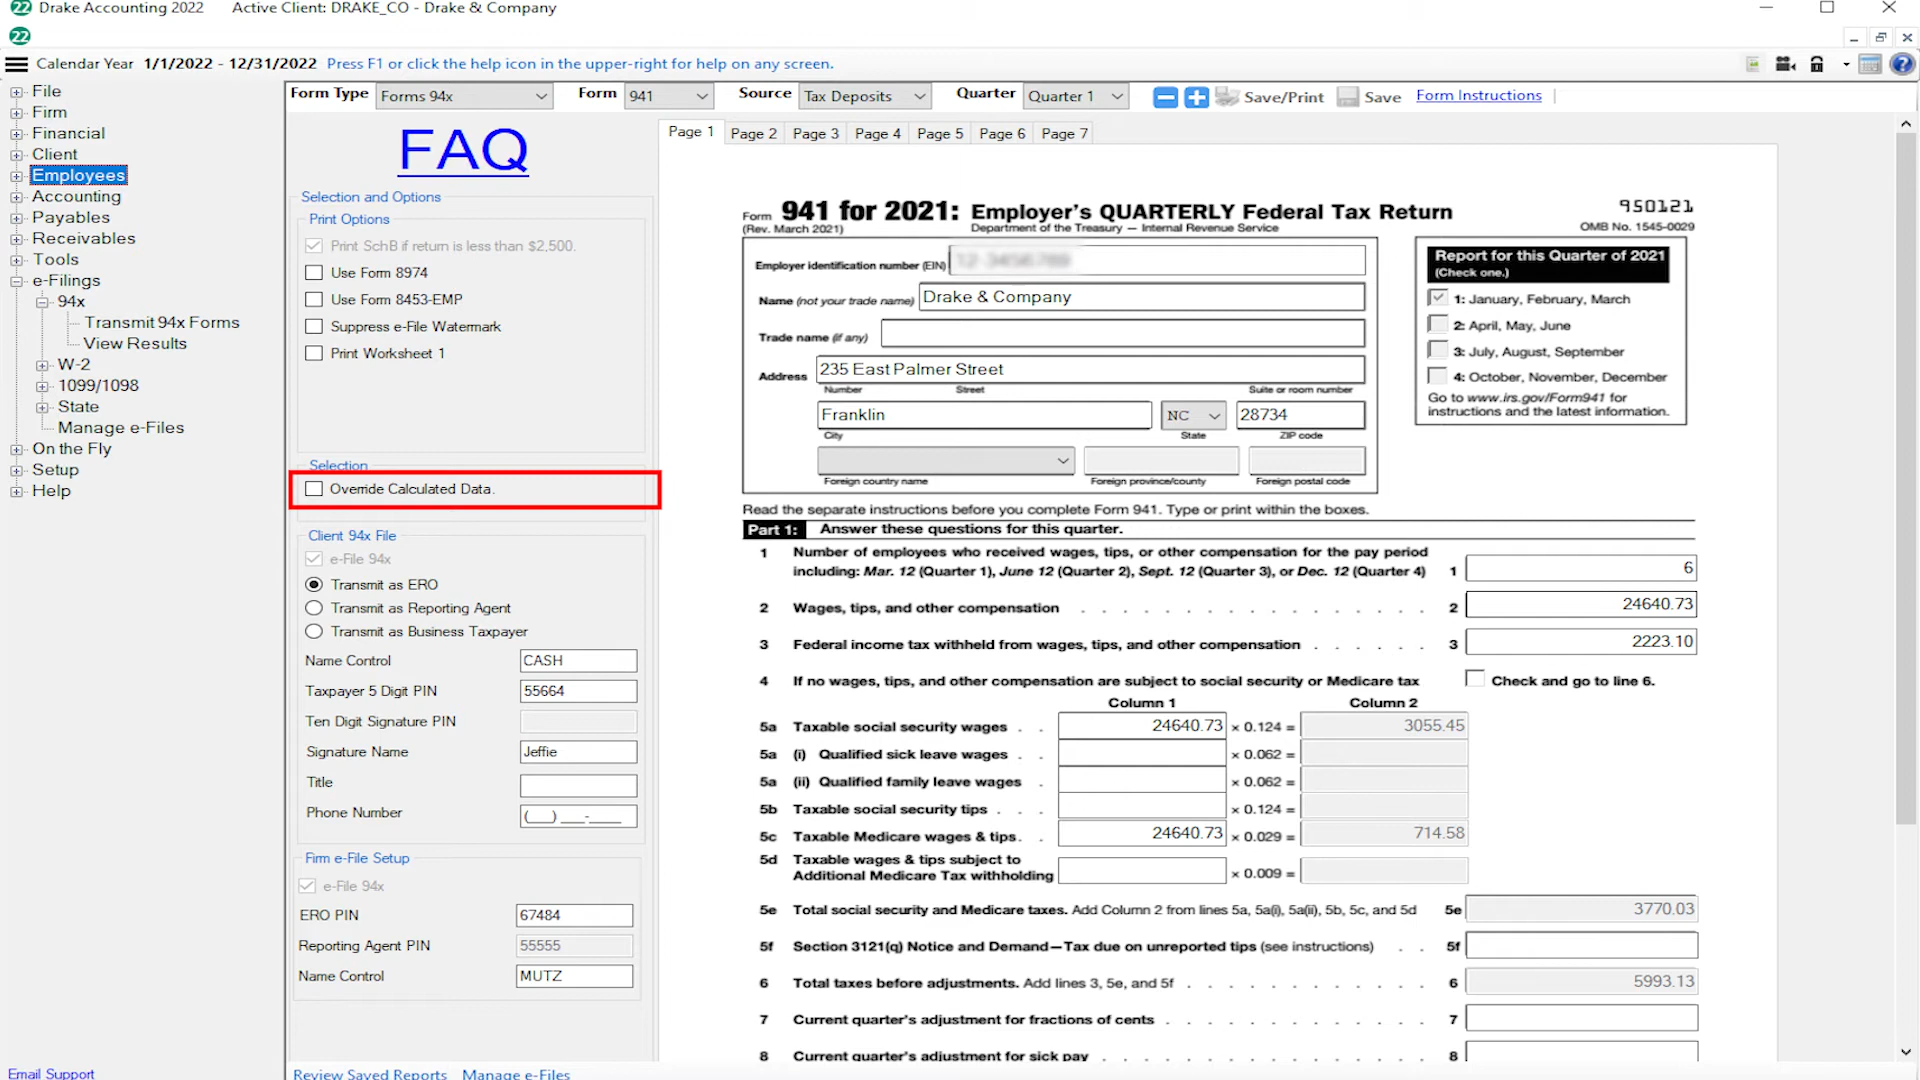 22 Drake Accounting 2022 Active Client: DRAKE_CO - Drake & Company
22
Calendar Year 1/1/2022 - 12/31/2022 Press F1 or click the help icon in the upper-right for help on any screen.
File
Firm
Financial
Client
Employees
Accounting
Payables
Receivables
Tools
e-Filings
94x
Transmit 94x Forms
View Results
W-2
1099/1098
State
Manage e-Files
On the Fly
Setup
Help
Email Support
Form Type Forms 94x Form 941 Source Tax Deposits Quarter Quarter 1 Save/Print Save Form Instructions
FAQ
Selection and Options
Print Options
Print SchB if return is less than $2,500.
Use Form 8974
Use Form 8453-EMP
Suppress e-File Watermark
Print Worksheet 1
Selection
Override Calculated Data.
Client 94x File
e-File 94x
Transmit as ERO
Transmit as Reporting Agent
Transmit as Business Taxpayer
Name Control CASH
Taxpayer 5 Digit PIN 55664
Ten Digit Signature PIN
Signature Name Jeffie
Title
Phone Number (___) ___-____
Firm e-File Setup
e-File 94x
ERO PIN 67484
Reporting Agent PIN 55555
Name Control MUTZ
Review Saved Reports Manage e-Files
Page 1 Page 2 Page 3 Page 4 Page 5 Page 6 Page 7
Form 941 for 2021: Employer's QUARTERLY Federal Tax Return 950121
(Rev. March 2021) Department of the Treasury — Internal Revenue Service OMB No. 1545-0029
Employer identification number (EIN)
Name (not your trade name) Drake & Company
Trade name (if any)
Address 235 East Palmer Street
Number Street Suite or room number
Franklin NC 28734
City State ZIP code
Foreign country name Foreign province/county Foreign postal code
Report for this Quarter of 2021
(Check one.)
1: January, February, March
2: April, May, June
3: July, August, September
4: October, November, December
Go to www.irs.gov/Form941 for
instructions and the latest information.
Read the separate instructions before you complete Form 941. Type or print within the boxes.
Part 1: Answer these questions for this quarter.
1 Number of employees who received wages, tips, or other compensation for the pay period
including: Mar. 12 (Quarter 1), June 12 (Quarter 2), Sept. 12 (Quarter 3), or Dec. 12 (Quarter 4) 1 6
2 Wages, tips, and other compensation . . . . . . . . . . . . . . . . 2 24640.73
3 Federal income tax withheld from wages, tips, and other compensation . . . . . . 3 2223.10
4 If no wages, tips, and other compensation are subject to social security or Medicare tax Check and go to line 6.
Column 1 Column 2
5a Taxable social security wages . . 24640.73 × 0.124 = 3055.45
5a (i) Qualified sick leave wages . . × 0.062 =
5a (ii) Qualified family leave wages . × 0.062 =
5b Taxable social security tips . . . × 0.124 =
5c Taxable Medicare wages & tips. . 24640.73 × 0.029 = 714.58
5d Taxable wages & tips subject to
Additional Medicare Tax withholding × 0.009 =
5e Total social security and Medicare taxes. Add Column 2 from lines 5a, 5a(i), 5a(ii), 5b, 5c, and 5d 5e 3770.03
5f Section 3121(q) Notice and Demand—Tax due on unreported tips (see instructions) . . 5f
6 Total taxes before adjustments. Add lines 3, 5e, and 5f . . . . . . . . . . . . 6 5993.13
7 Current quarter's adjustment for fractions of cents . . . . . . . . . . . . . 7
8 Current quarter's adjustment for sick pay . . . . . . . . . . . . . . . . 8